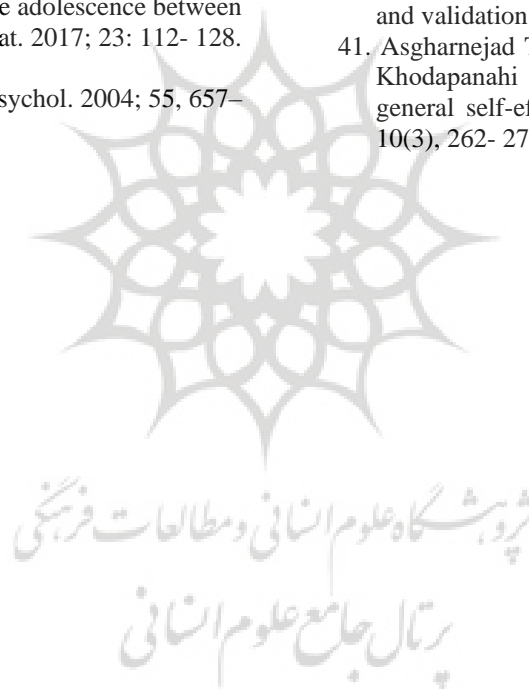 e adolescence between
at. 2017; 23: 112- 128.
sychol. 2004; 55, 657–
and validation
41. Asgharnejad
Khodapanahi
general self-ef
10(3), 262- 27
پژوهشگاه علوم انسانی و مطالعات فرهنگی
پرتال جامع علوم انسانی